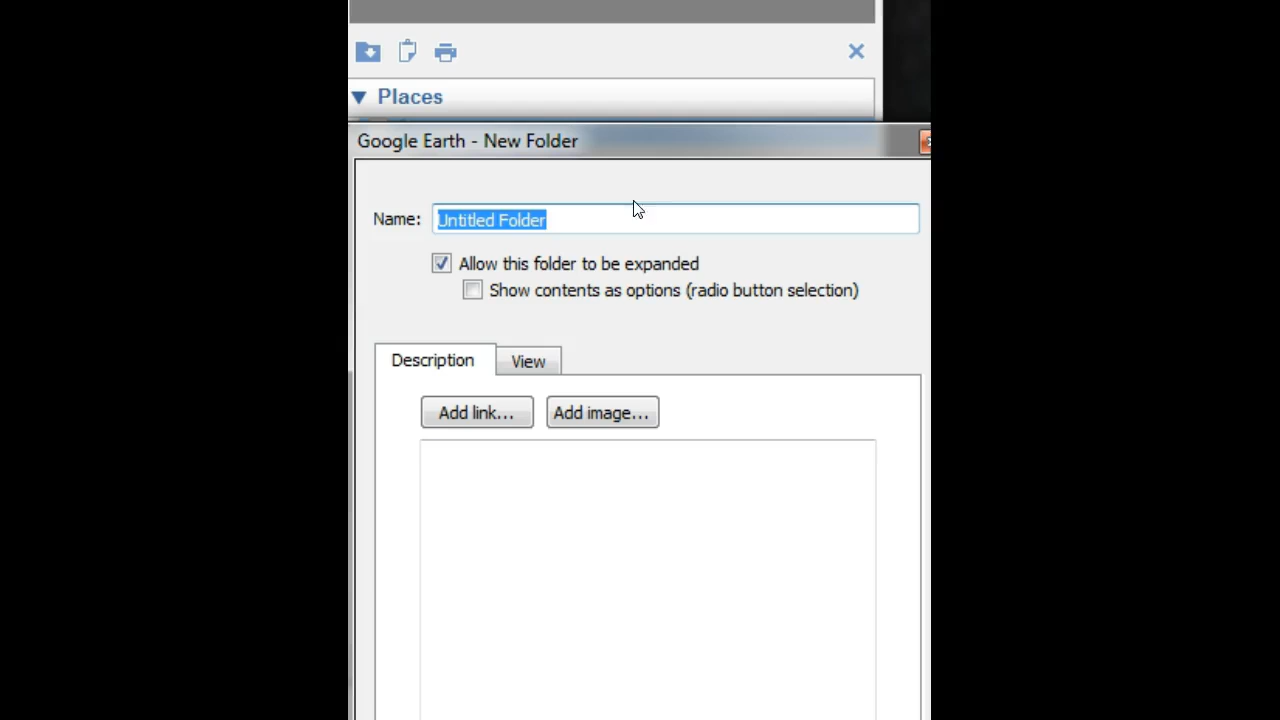 Places
Google Earth - New Folder
Name: Untitled Folder
Allow this folder to be expanded
Show contents as options (radio button selection)
Description View
Add link... Add image...